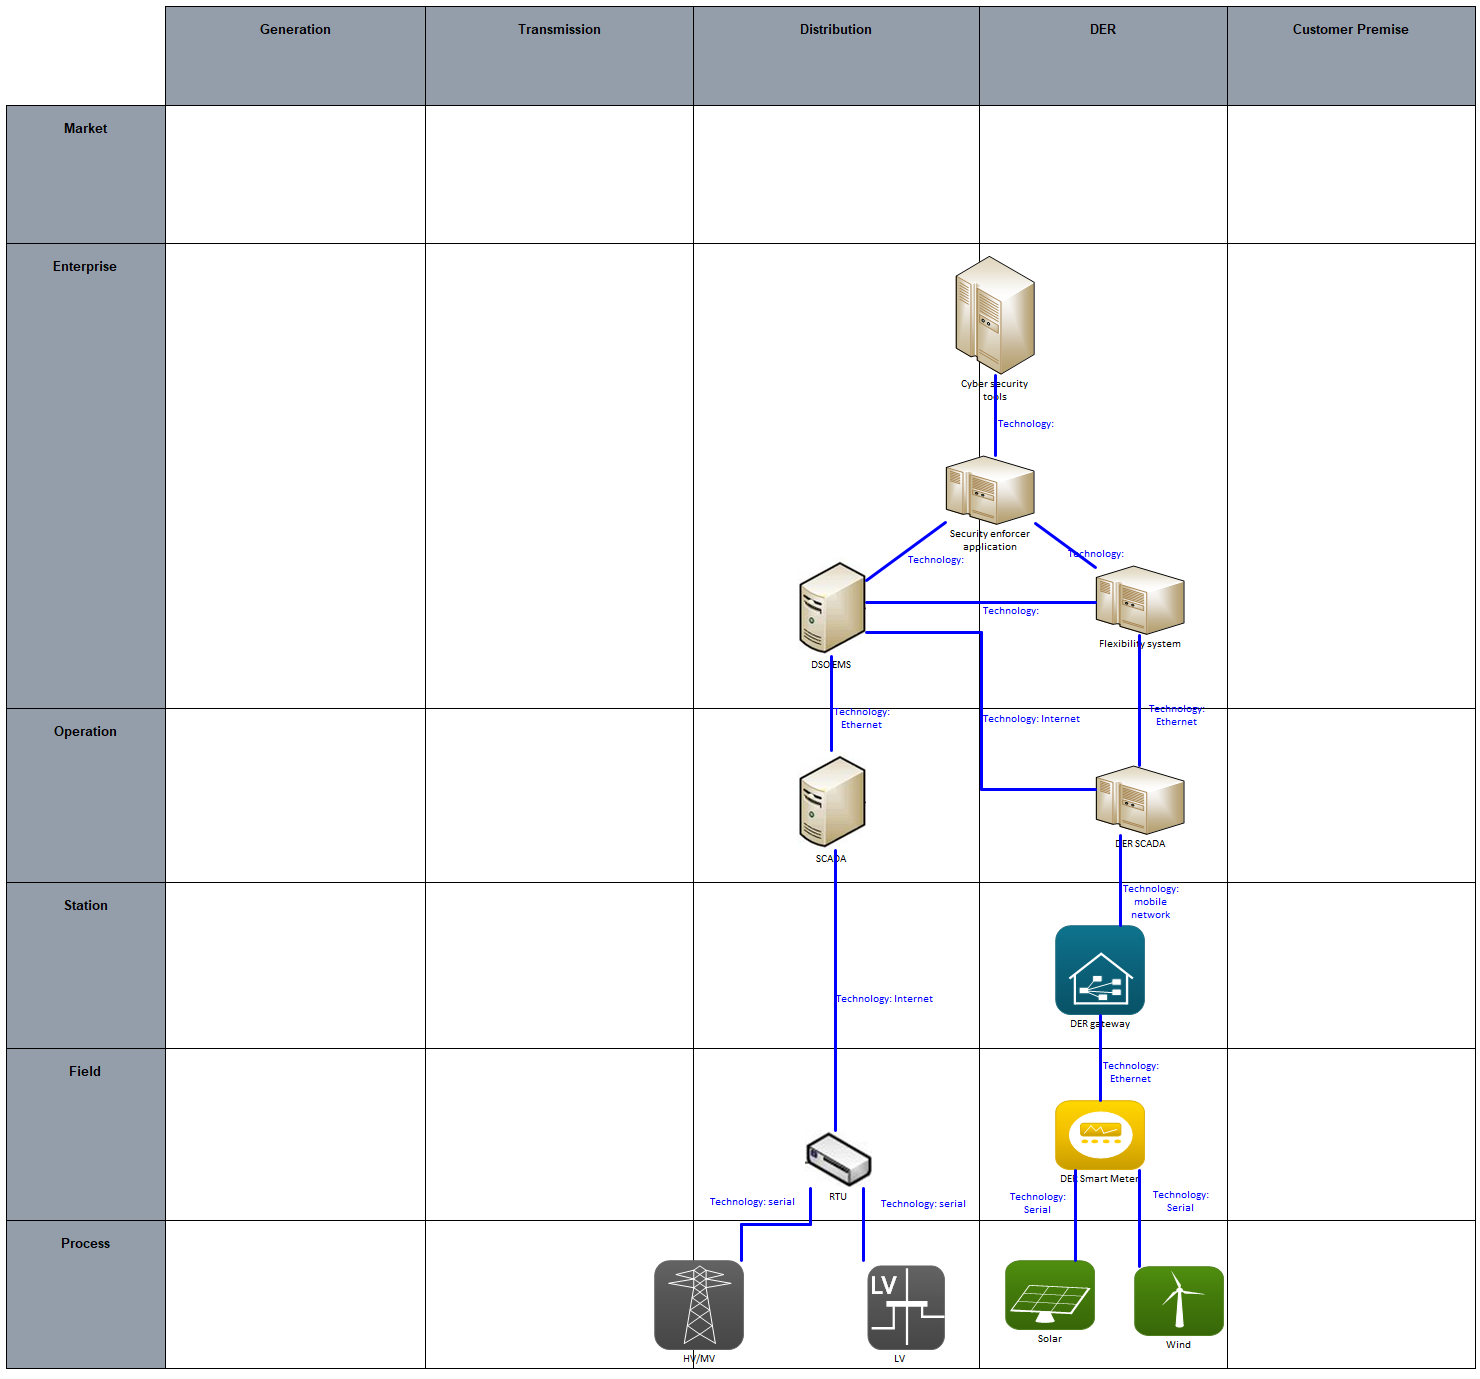 Generation
Transmission
Distribution
DER
Customer Premise
Market
Enterprise
Cyber security
tools
Technology:
Security enforcer
application
Technology:
Technology:
Technology:
Flexibility system
DSO EMS
Technology:
Ethernet
Technology: Internet
Technology:
Ethernet
Operation
DER SCADA
SCADA
Technology:
mobile
network
Station
Technology: Internet
DER gateway
Field
Technology:
Ethernet
DER Smart Meter
RTU
Technology: serial
Technology: serial
Technology:
Serial
Technology:
Serial
Process
LV
HV/MV
LV
Solar
Wind